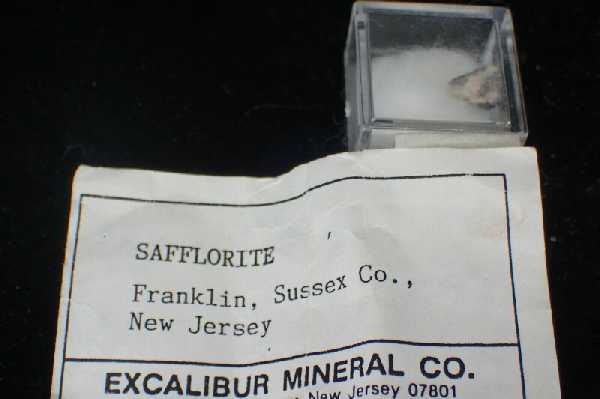 SAFFLORITE
Franklin, Sussex Co.,
New Jersey
EXCALIBUR MINERAL CO.
New Jersey 07801